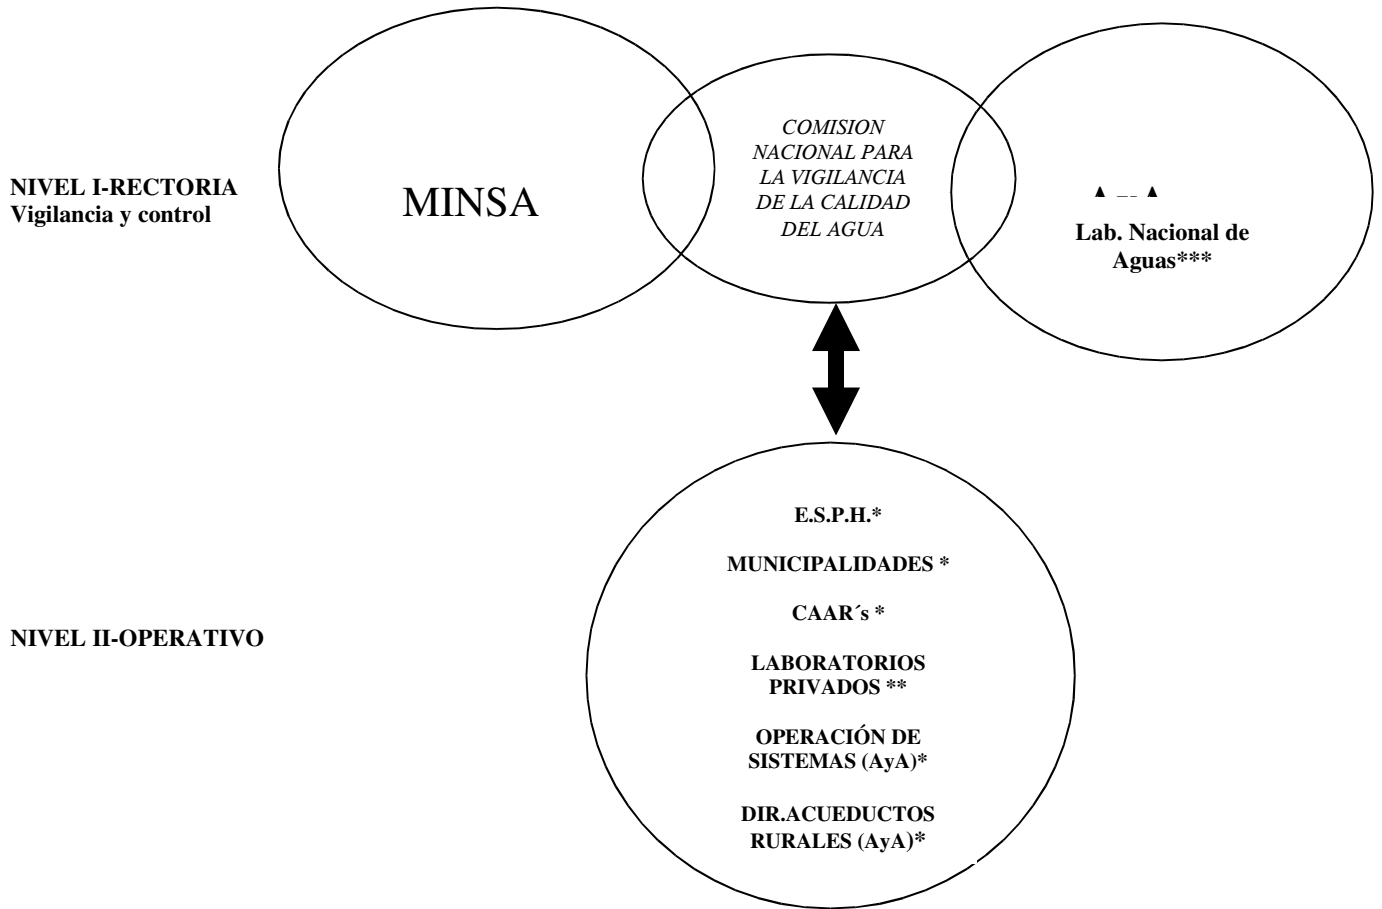 COMISION
NACIONAL PARA
LA VIGILANCIA
DE LA CALIDAD
DEL AGUA
NIVEL I-RECTORIA
Vigilancia y control
MINSA
Lab. Nacional de
Aguas***
E.S.P.H.*
MUNICIPALIDADES *
CAAR´s *
NIVEL II-OPERATIVO
LABORATORIOS
PRIVADOS **
OPERACIÓN DE
SISTEMAS (AyA)*
DIR.ACUEDUCTOS
RURALES (AyA)*